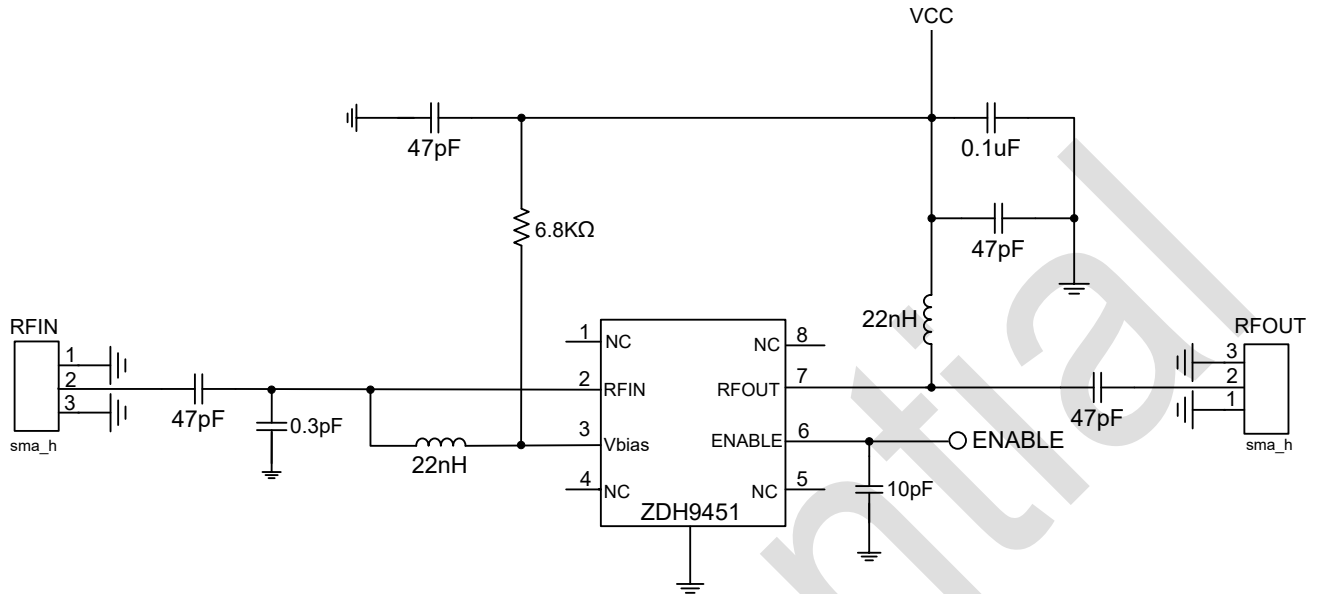 VCC
47pF
0.1uF
6.8KΩ
47pF
22nH
RFIN
1
2
3
sma_h
47pF
0.3pF
22nH
1
NC
2
RFIN
3
Vbias
4
NC
8
NC
7
RFOUT
6
ENABLE
5
NC
ZDH9451
ENABLE
10pF
47pF
RFOUT
3
2
1
sma_h
ntial